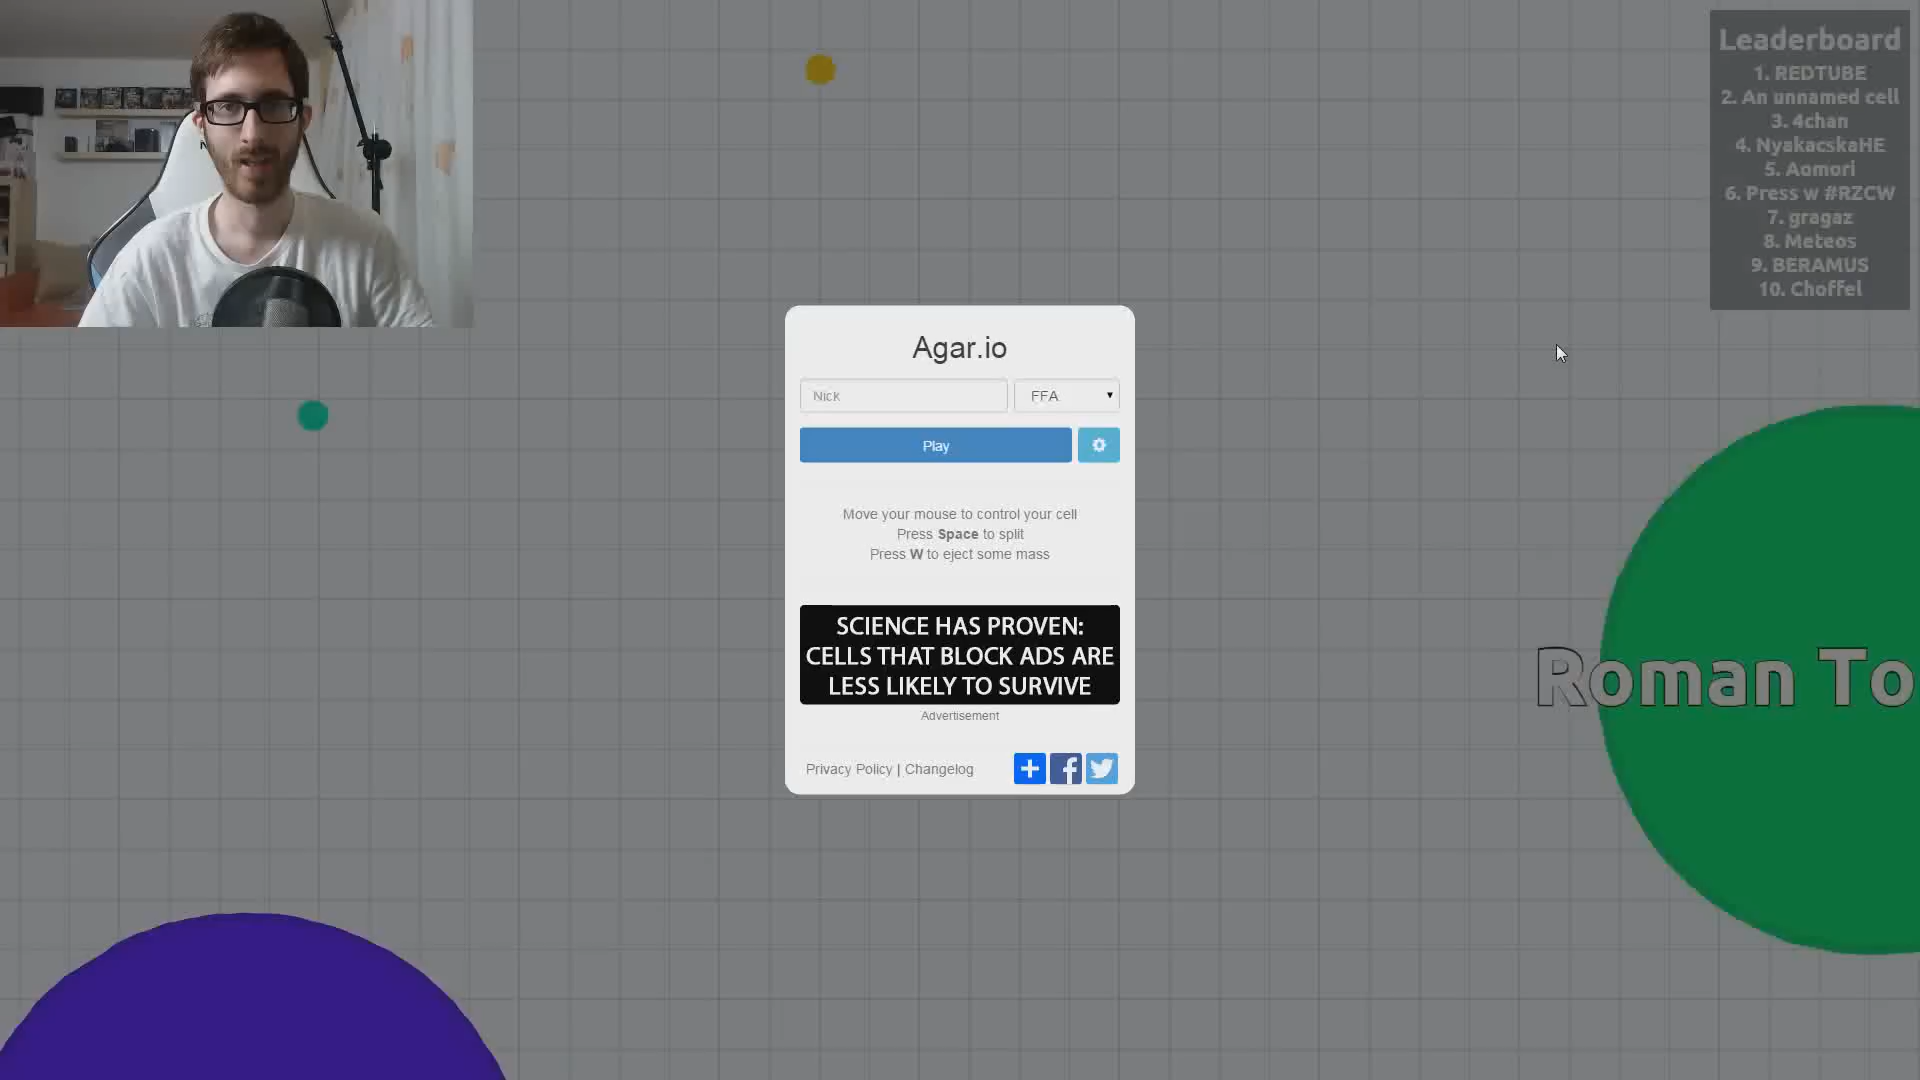 Leaderboard
1. REDTUBE
2. An unnamed cell
3. 4chan
4. NyakacskaHE
5. Aomori
6. Press w #RZCW
7. gragaz
8. Meteos
9. BERAMUS
10. Choffel
Agar.io
Nick
FFA
Play
Move your mouse to control your cell
Press Space to split
Press W to eject some mass
SCIENCE HAS PROVEN:
CELLS THAT BLOCK ADS ARE
LESS LIKELY TO SURVIVE
Advertisement
Roman To
Privacy Policy | Changelog